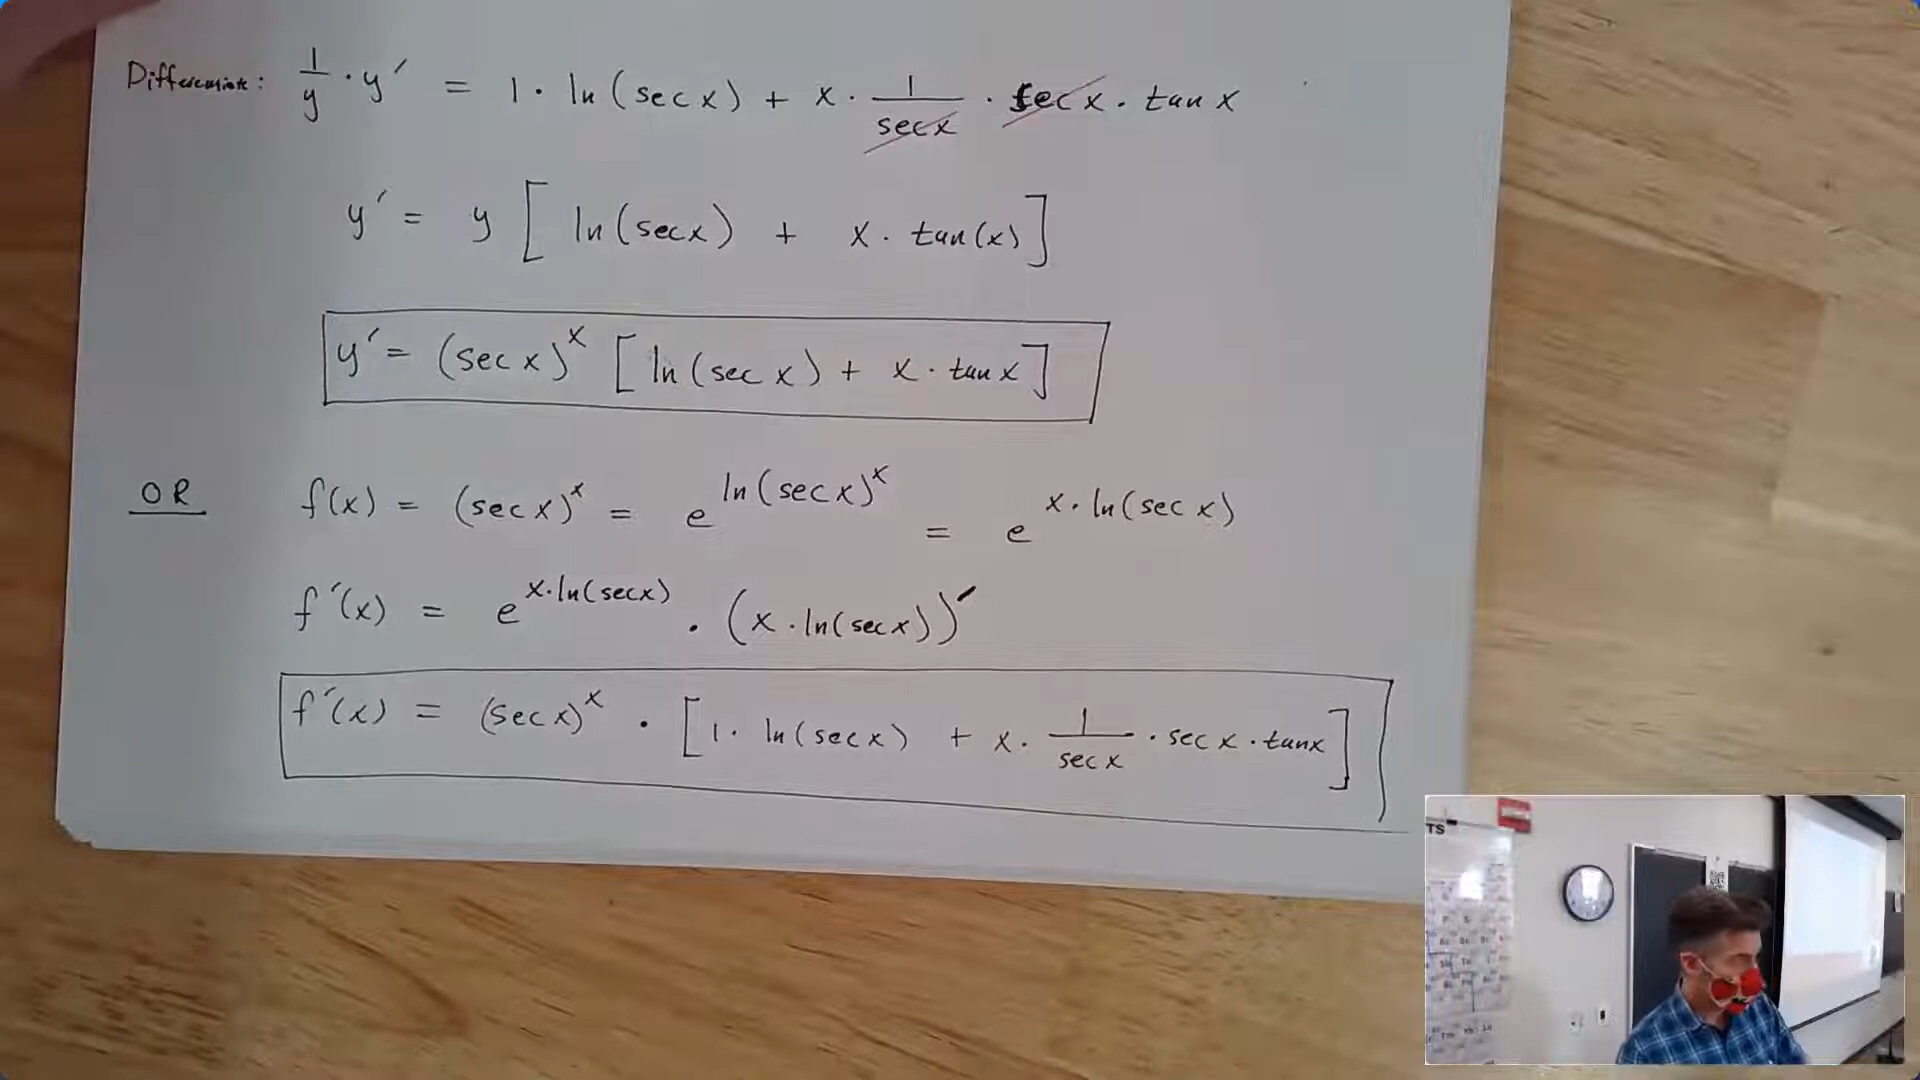 Differentiate: 1/y · y′ = 1 · ln(sec x) + x · 1/sec x · sec x · tan x
y′ = y [ ln(sec x) + x · tan(x) ]
y′ = (sec x)^x [ ln(sec x) + x · tan x ]
OR f(x) = (sec x)^x = e^ln(sec x)^x = e^x · ln(sec x)
f′(x) = e^x·ln(sec x) · (x · ln(sec x))′
f′(x) = (sec x)^x · [ 1 · ln(sec x) + x · 1/sec x · sec x · tan x ]
TS